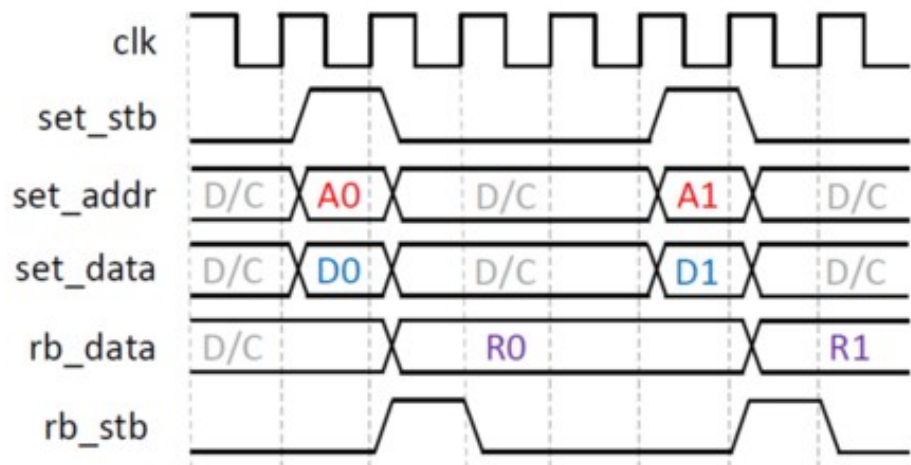 clk
set_stb
set_addr D/C A0 D/C A1 D/C
set_data D/C D0 D/C D1 D/C
rb_data D/C R0 R1
rb_stb